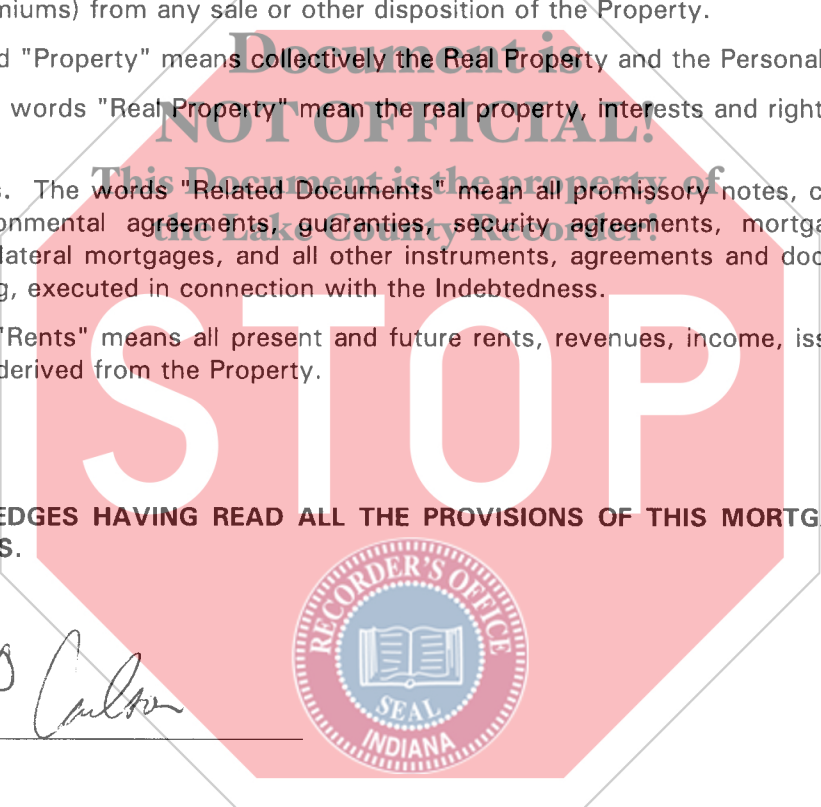 miums) from any sale or other disposition of the Property.
Document is
d "Property" means collectively the Real Property and the Personal
words "Real Property" mean the real property, interests and right
NOT OFFICIAL!
This Document is the property of
s. The words "Related Documents" mean all promissory notes, c
onmental agreements, guaranties, security agreements, mortga
the Lake County Recorder!
lateral mortgages, and all other instruments, agreements and doc
g, executed in connection with the Indebtedness.
"Rents" means all present and future rents, revenues, income, iss
derived from the Property.
STOP
EDGES HAVING READ ALL THE PROVISIONS OF THIS MORTGA
S.
RECORDER'S OFFICE
SEAL
INDIANA
Carlson